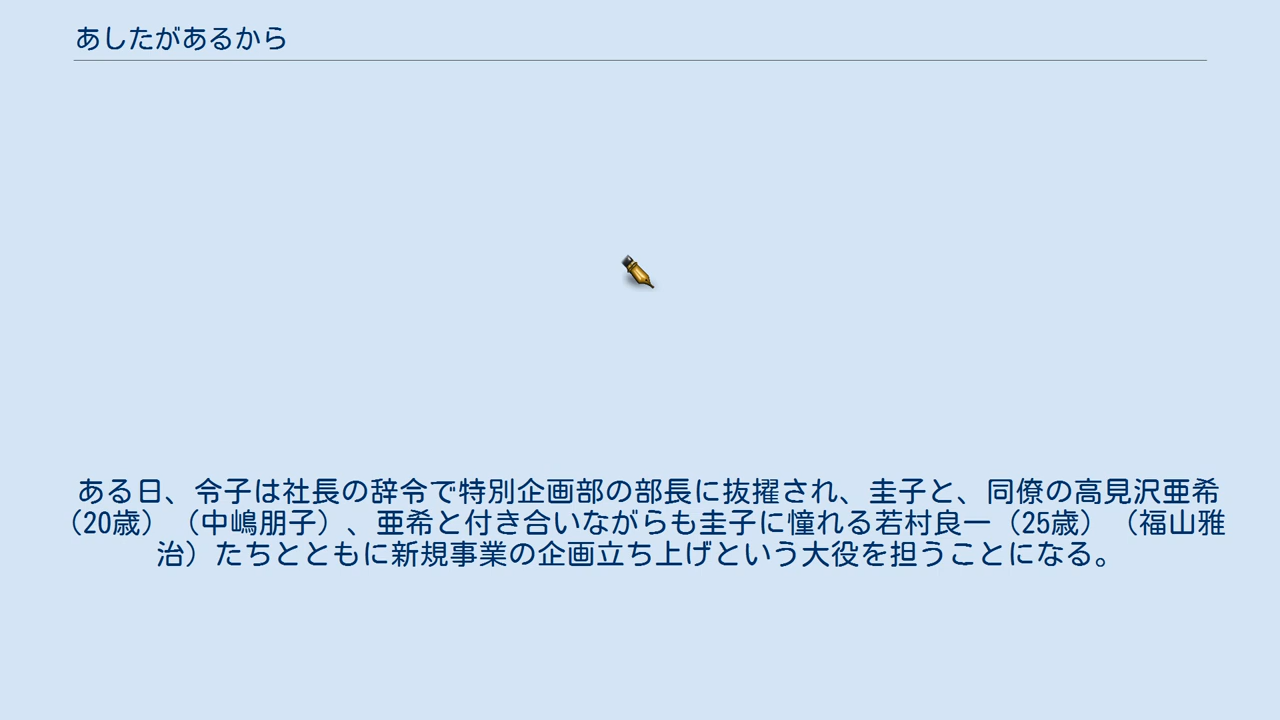 あしたがあるから
ある日、令子は社長の辞令で特別企画部の部長に抜擢され、圭子と、同僚の高見沢亜希
（20歳）（中嶋朋子）、亜希と付き合いながらも圭子に憧れる若村良一（25歳）（福山雅
治）たちとともに新規事業の企画立ち上げという大役を担うことになる。